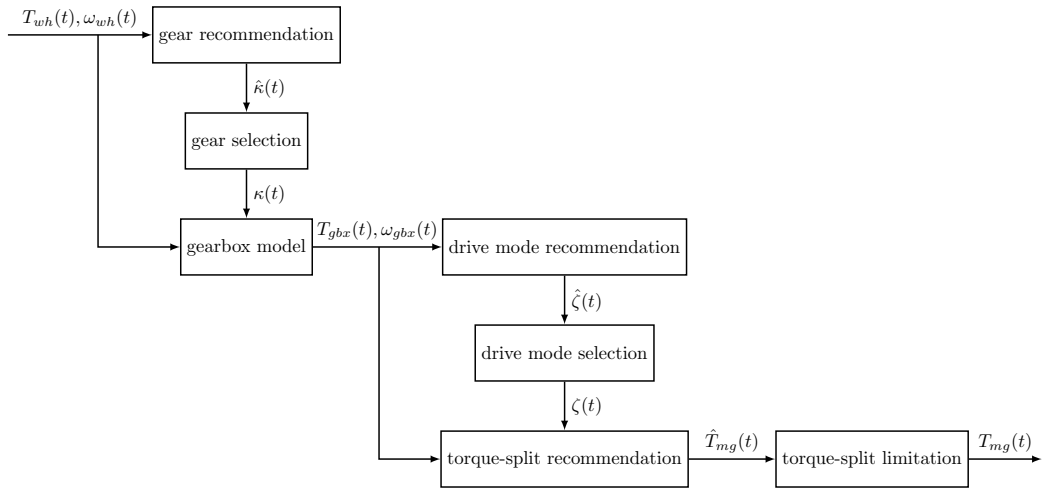 T_{wh}(t), ω_{wh}(t)
gear recommendation
κ̂(t)
gear selection
κ(t)
gearbox model
T_{gbx}(t), ω_{gbx}(t)
drive mode recommendation
ζ̂(t)
drive mode selection
ζ(t)
torque-split recommendation
T̂_{mg}(t)
torque-split limitation
T_{mg}(t)